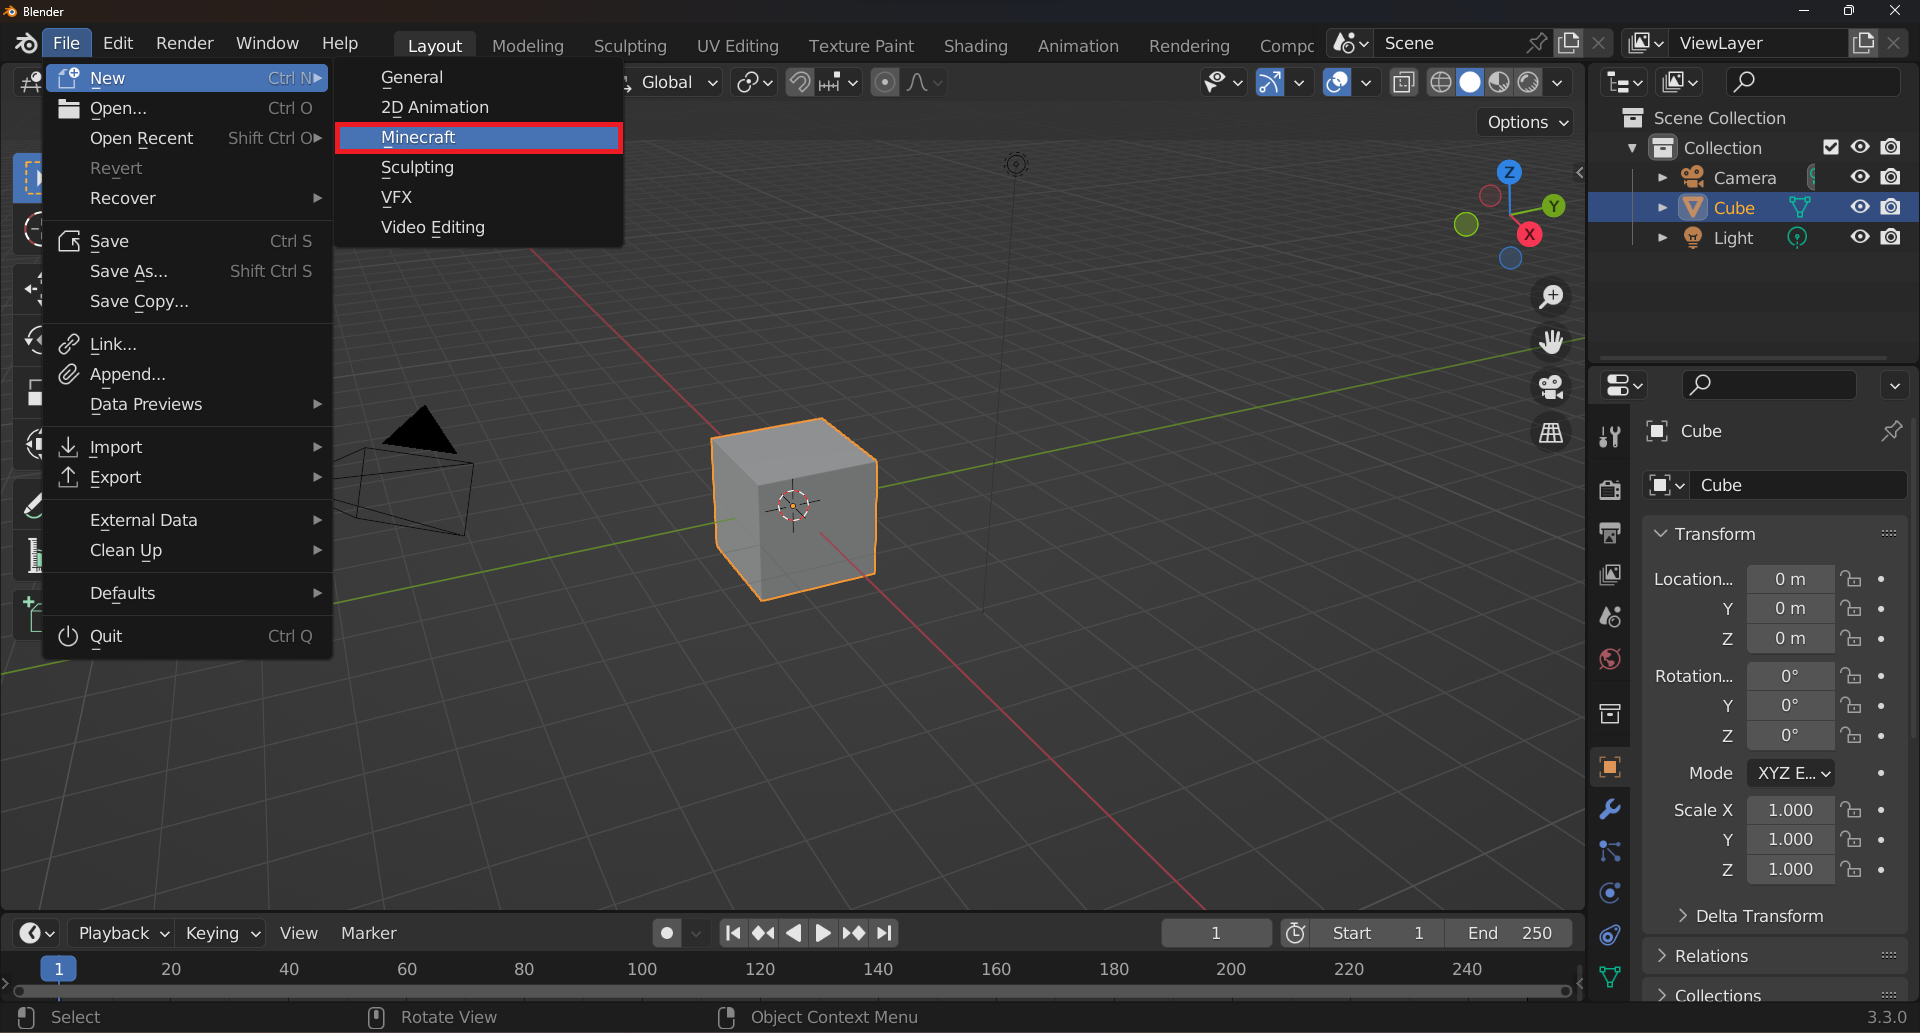 Blender
File Edit Render Window Help Layout Modeling Sculpting UV Editing Texture Paint Shading Animation Rendering Compc Scene ViewLayer
New Ctrl N
Open... Ctrl O
Open Recent Shift Ctrl O
Revert
Recover
Save Ctrl S
Save As... Shift Ctrl S
Save Copy...
Link...
Append...
Data Previews
Import
Export
External Data
Clean Up
Defaults
Quit Ctrl Q
General
2D Animation
Minecraft
Sculpting
VFX
Video Editing
Global
Options
Z
Y
X
Scene Collection
Collection
Camera
Cube
Light
Cube
Cube
Transform
Location... 0 m
Y 0 m
Z 0 m
Rotation... 0°
Y 0°
Z 0°
Mode XYZ E...
Scale X 1.000
Y 1.000
Z 1.000
Delta Transform
Relations
Collections
Playback Keying View Marker 1 Start 1 End 250
1 20 40 60 80 100 120 140 160 180 200 220 240
Select Rotate View Object Context Menu 3.3.0